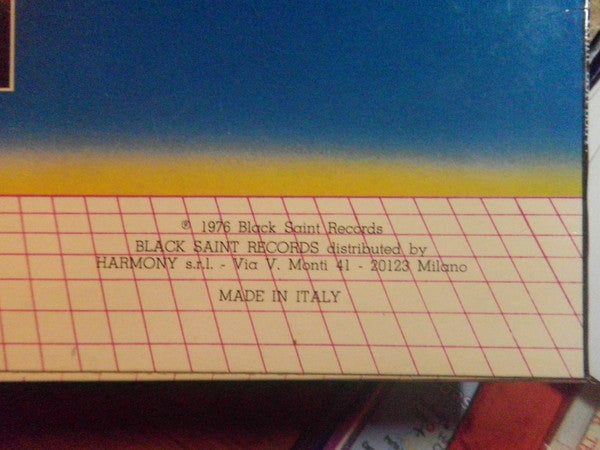 ℗ 1976 Black Saint Records
BLACK SAINT RECORDS distributed by
HARMONY s.r.l. - Via V. Monti 41 - 20123 Milano
MADE IN ITALY